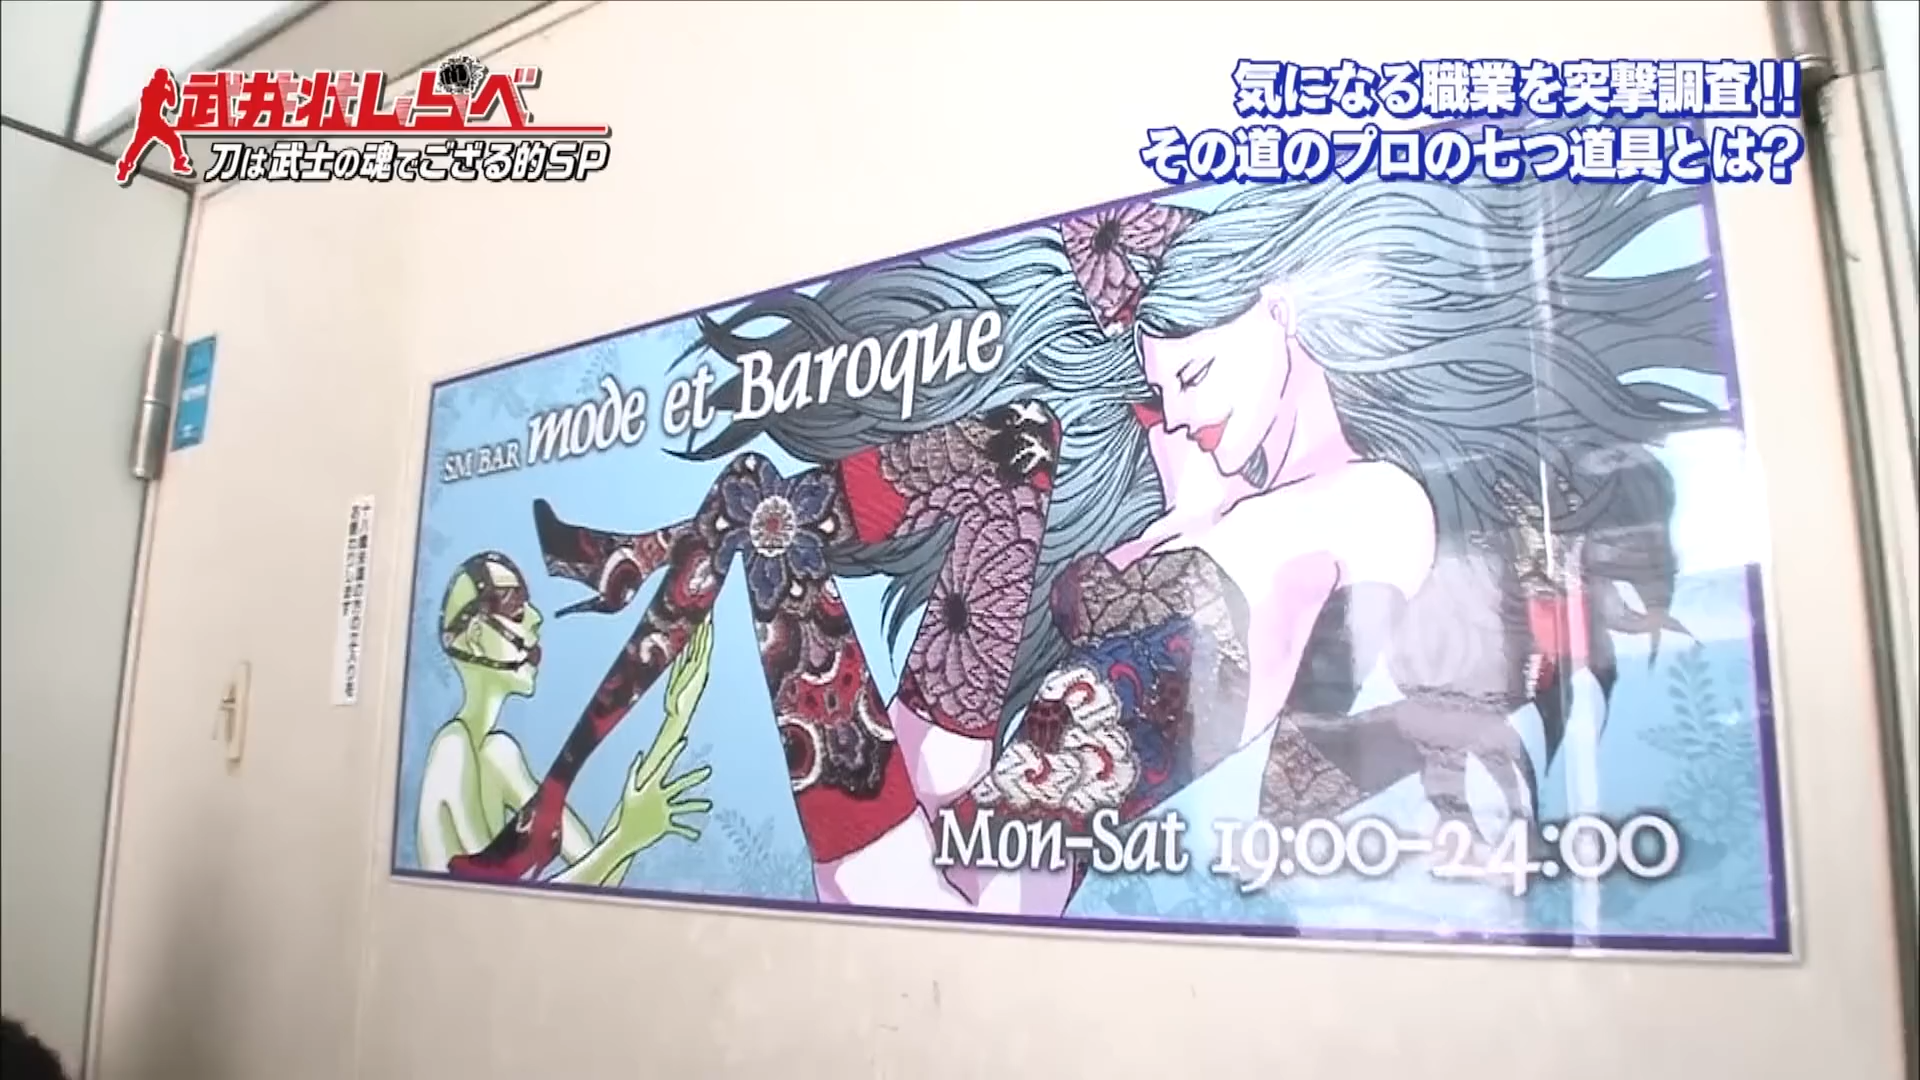 武井壮しらべ
刀は武士の魂でござる的SP
気になる職業を突撃調査!!
その道のプロの七つ道具とは?
SM BAR mode et Baroque
Mon-Sat 19:00-24:00